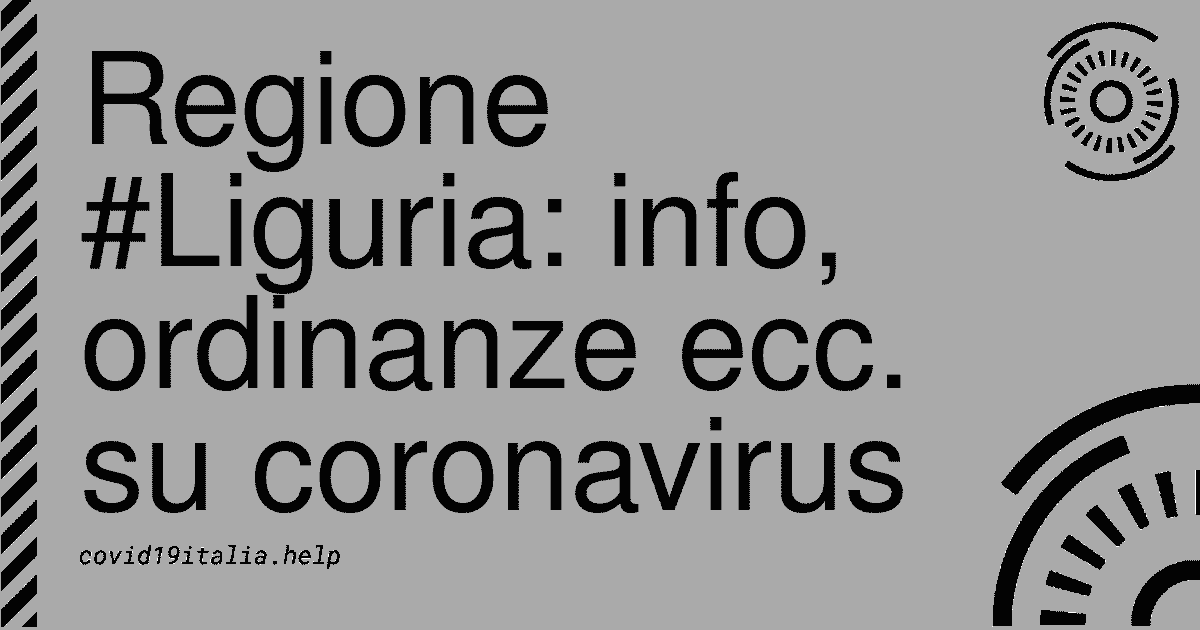 Regione
#Liguria: info,
ordinanze ecc.
su coronavirus
covid19italia.help